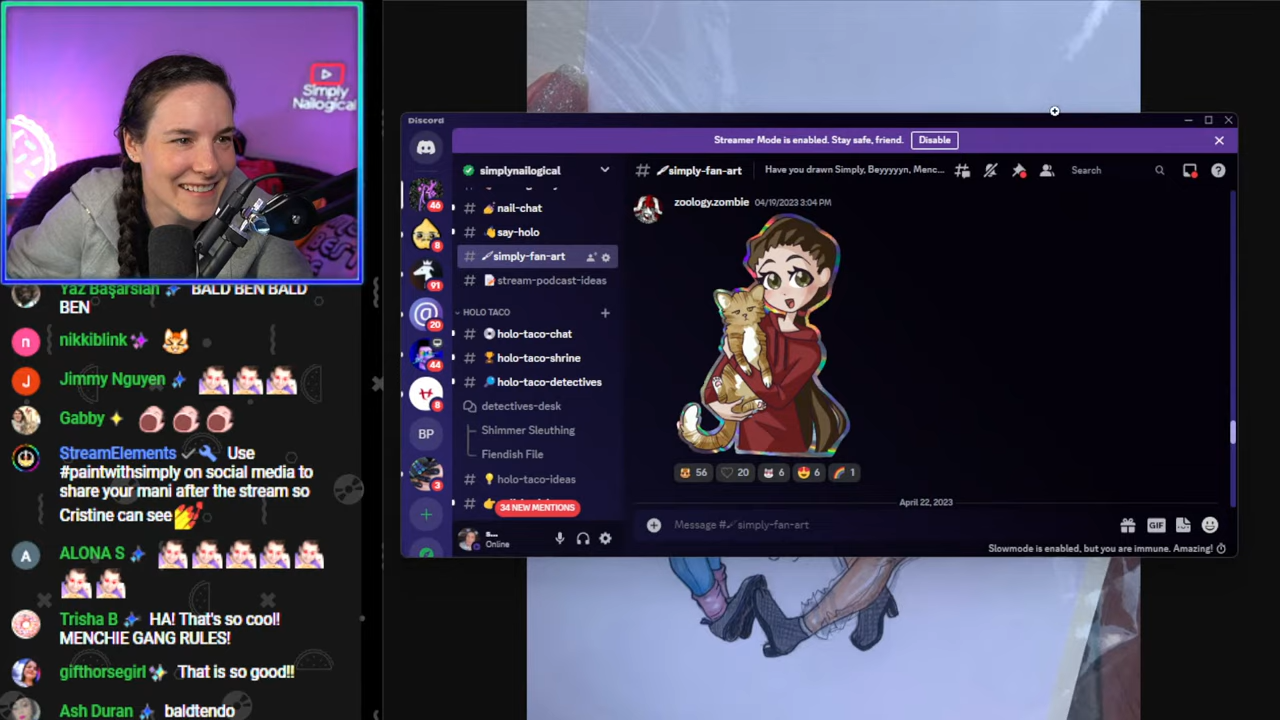 Simply
Nailogical
Yaz Başarslan BALD BEN BALD
BEN
nikkiblink
Jimmy Nguyen
Gabby
StreamElements Use
#paintwithsimply on social media to
share your mani after the stream so
Cristine can see
ALONA S
Trisha B HA! That's so cool!
MENCHIE GANG RULES!
gifthorsegirl That is so good!!
Ash Duran baldtendo
Discord
Streamer Mode is enabled. Stay safe, friend. Disable
simplynailogical
# nail-chat
# say-holo
# simply-fan-art
# stream-podcast-ideas
HOLO TACO
# holo-taco-chat
# holo-taco-shrine
# holo-taco-detectives
detectives-desk
Shimmer Sleuthing
Fiendish File
# holo-taco-ideas
34 NEW MENTIONS
s...
Online
46
8
91
20
44
8
BP
3
# simply-fan-art Have you drawn Simply, Beyyyyyn, Menc... Search
zoology.zombie 04/19/2023 3:04 PM
56 20 6 6 1
April 22, 2023
Message # simply-fan-art GIF
Slowmode is enabled, but you are immune. Amazing!